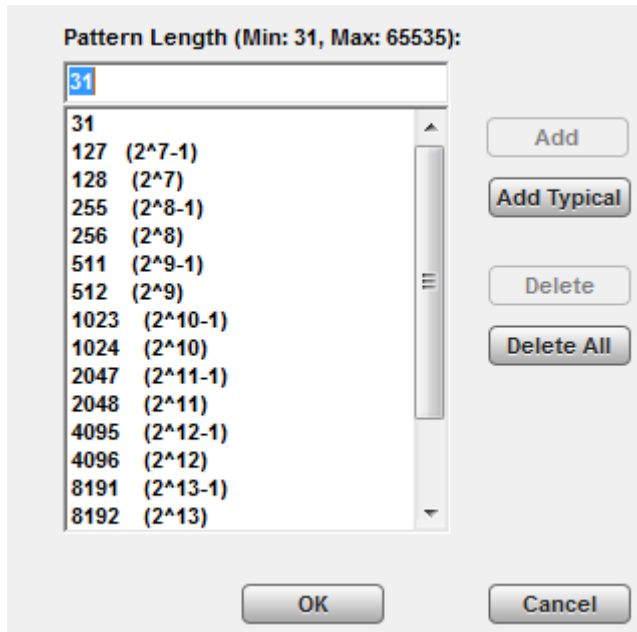 Pattern Length (Min: 31, Max: 65535):
31
31
127 (2^7-1)
128 (2^7)
255 (2^8-1)
256 (2^8)
511 (2^9-1)
512 (2^9)
1023 (2^10-1)
1024 (2^10)
2047 (2^11-1)
2048 (2^11)
4095 (2^12-1)
4096 (2^12)
8191 (2^13-1)
8192 (2^13)
Add
Add Typical
Delete
Delete All
OK
Cancel